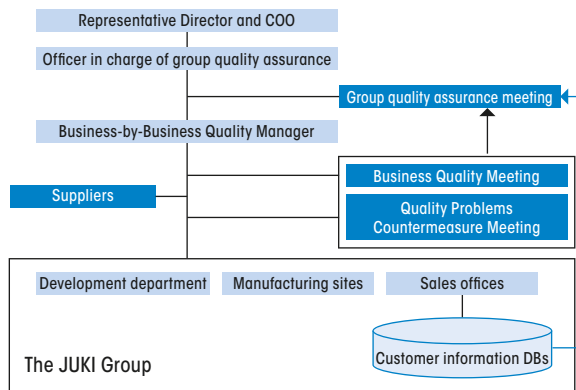 Representative Director and COO
Officer in charge of group quality assurance
Group quality assurance meeting
Business-by-Business Quality Manager
Business Quality Meeting
Suppliers
Quality Problems
Countermeasure Meeting
Development department
Manufacturing sites
Sales offices
Customer information DBs
The JUKI Group